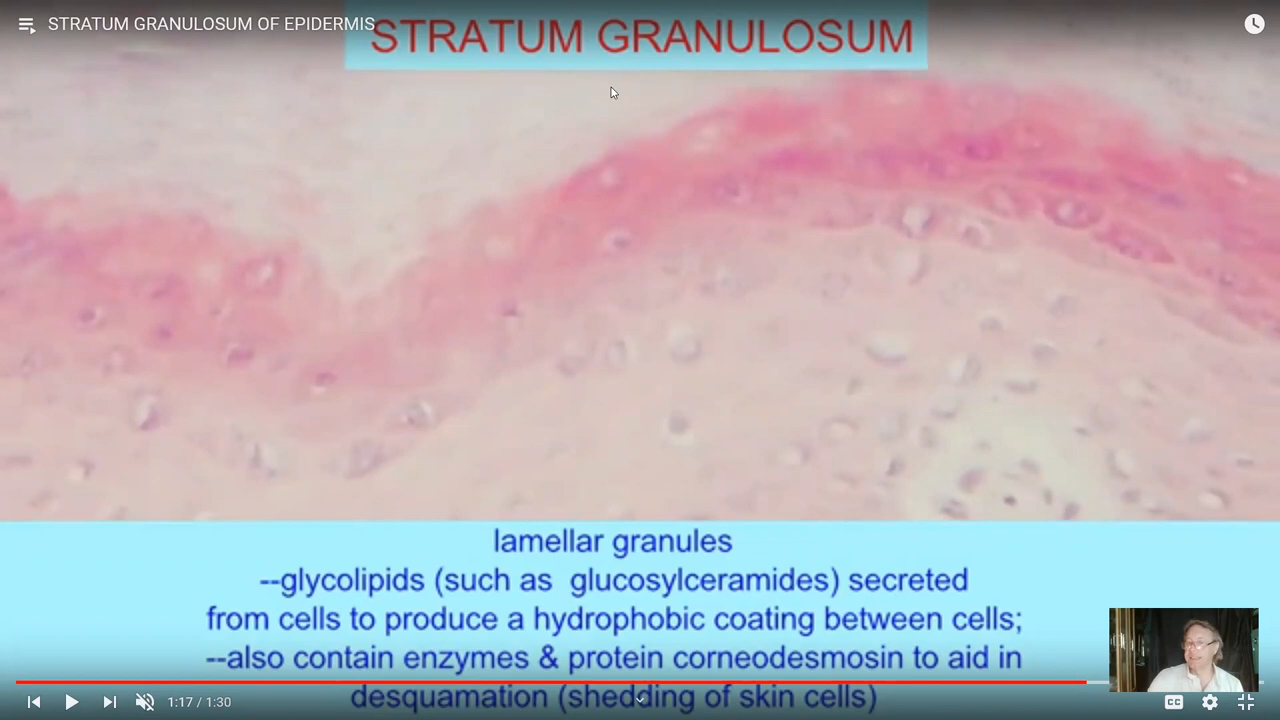 STRATUM GRANULOSUM OF EPIDERMIS
STRATUM GRANULOSUM
lamellar granules
--glycolipids (such as glucosylceramides) secreted
from cells to produce a hydrophobic coating between cells;
--also contain enzymes & protein corneodesmosin to aid in
desquamation (shedding of skin cells)
1:17 / 1:30
CC